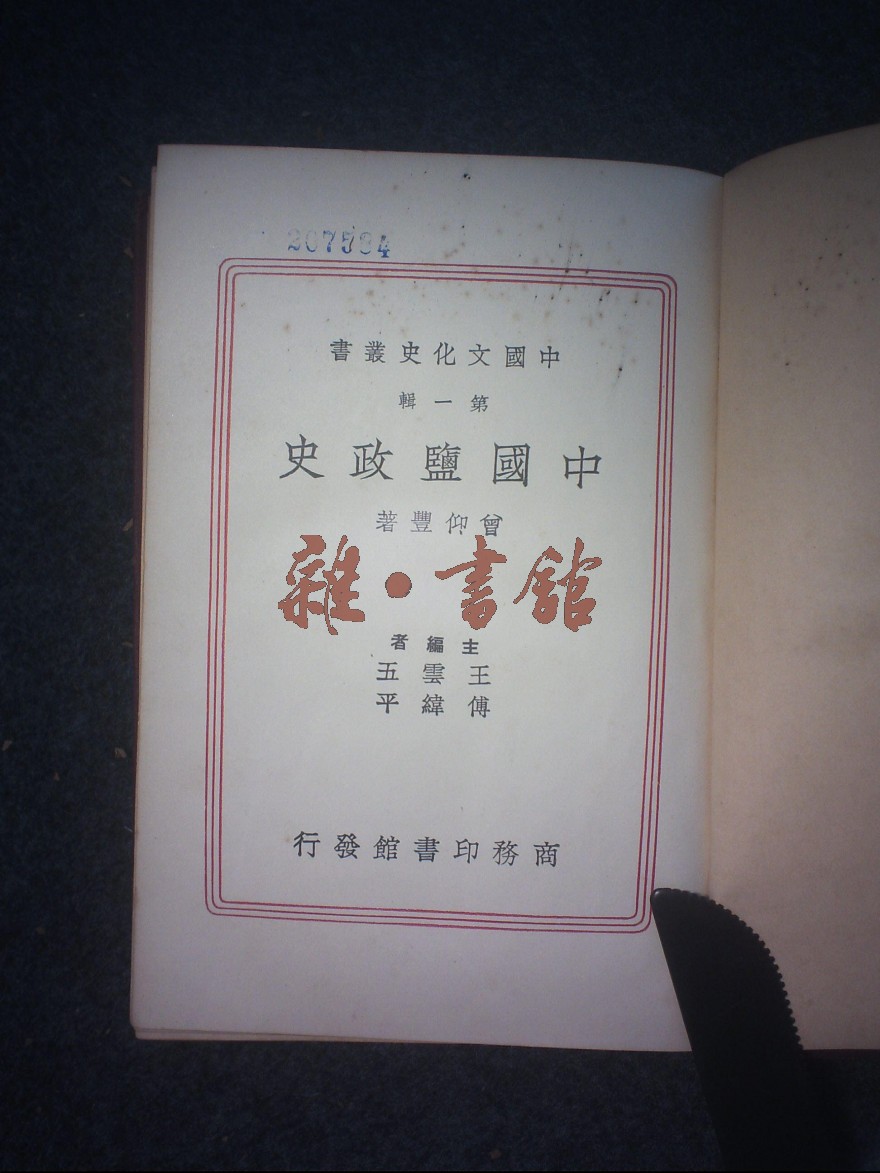 207534
中國文化史叢書
第一輯
中國鹽政史
曾仰豐著
雜·書館
主編者
王雲五
傅緯平
商務印書館發行